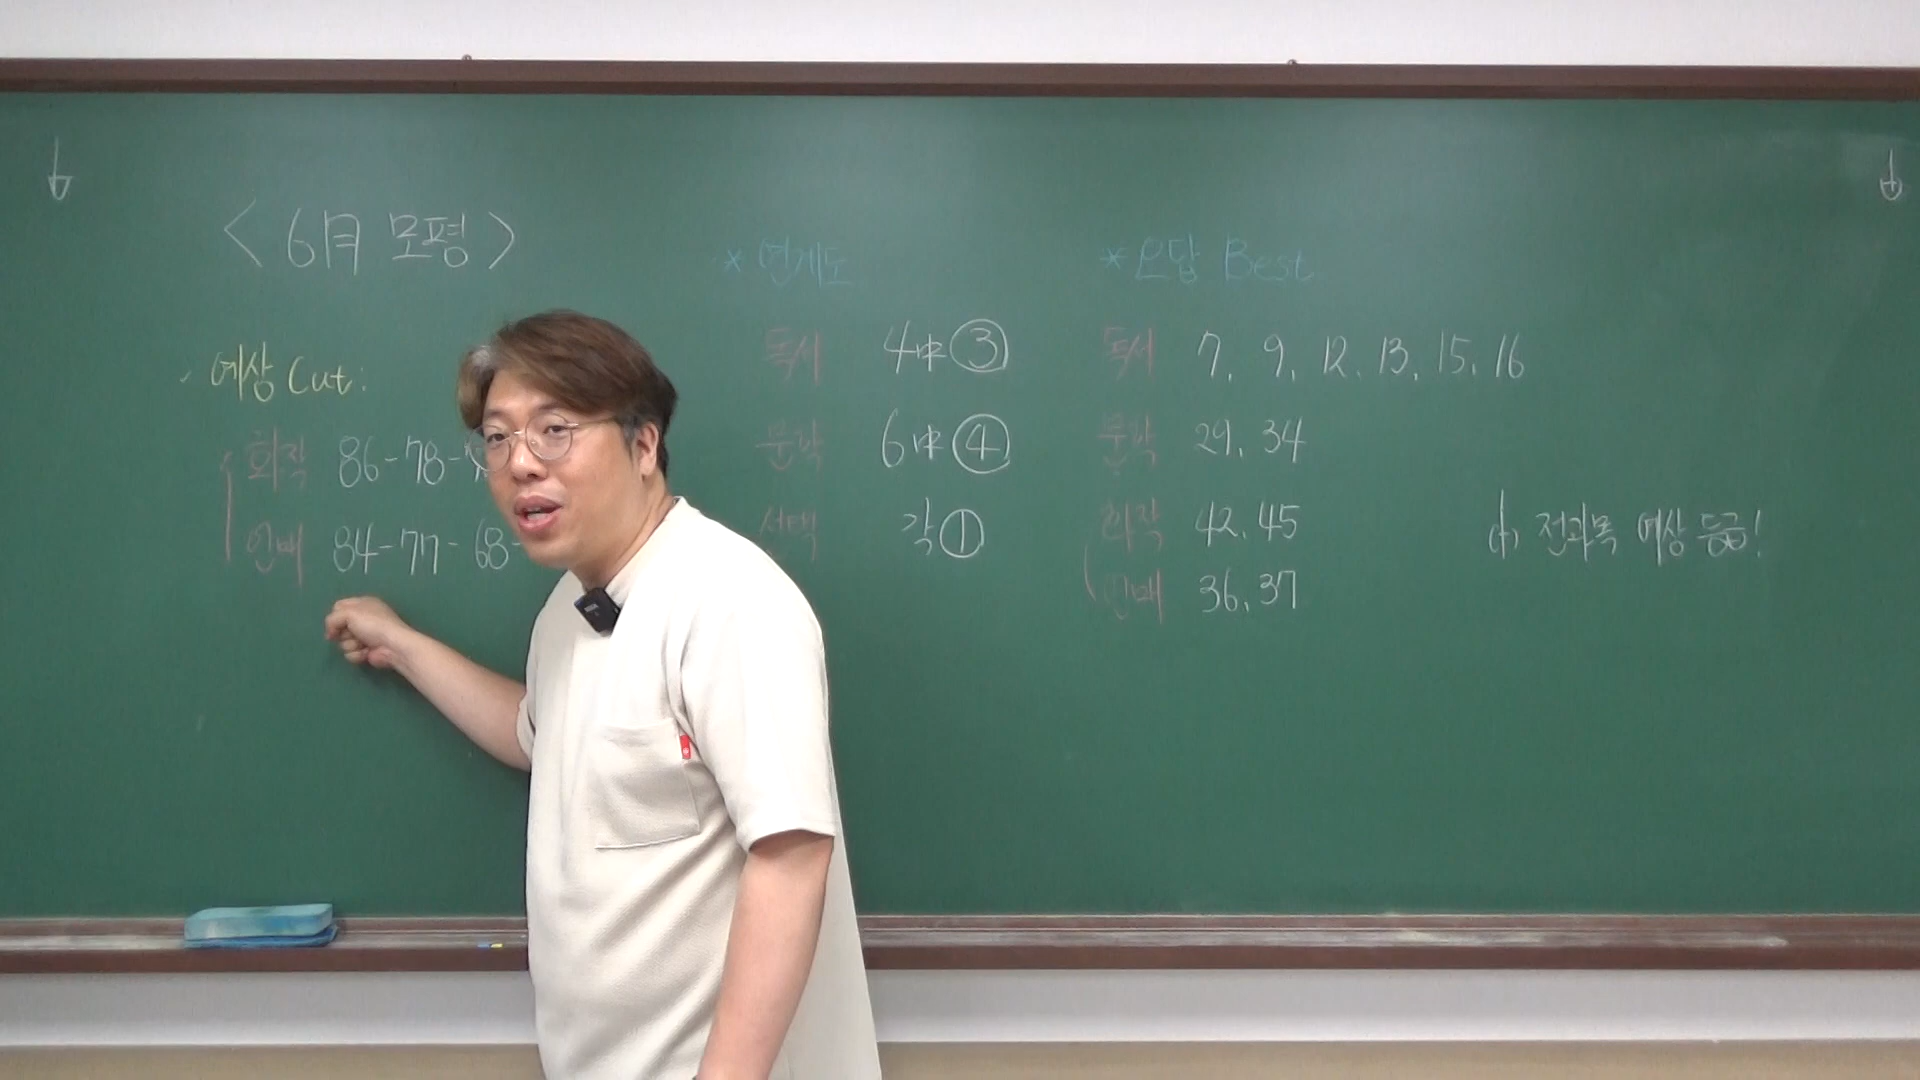 <6月 모평>
예상 Cut:
화작 86-78-
언매 84-77-68-
* 연계도
독서 4中③
문학 6中④
선택 각①
* 오답 Best
독서 7, 9, 12, 13, 15, 16
문학 29, 34
화작 42, 45
언매 36, 37
전과목 예상 등급!